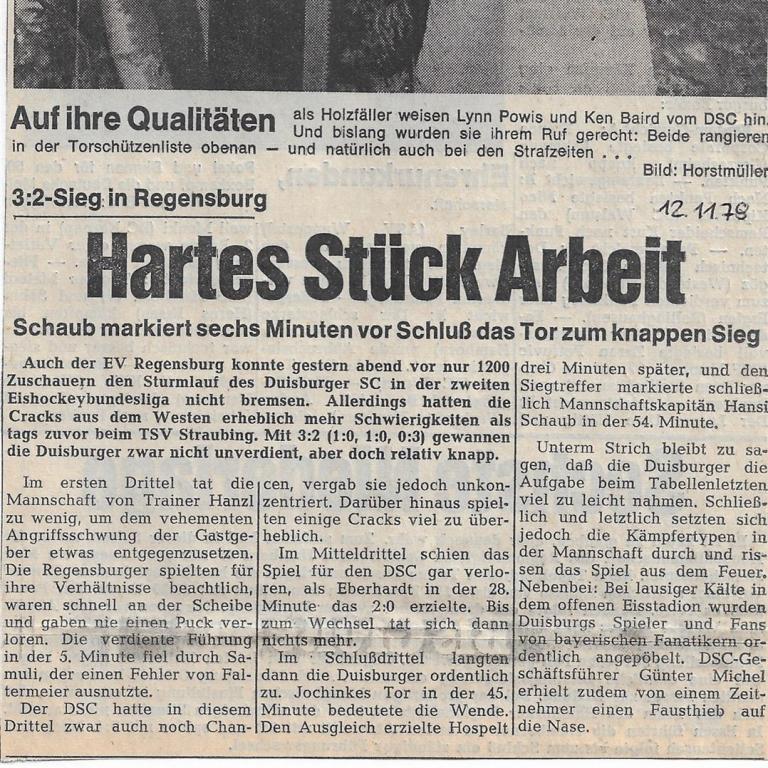 Auf ihre Qualitäten als Holzfäller weisen Lynn Powis und Ken Baird vom DSC hin.
Und bislang wurden sie ihrem Ruf gerecht: Beide rangieren
in der Torschützenliste obenan — und natürlich auch bei den Strafzeiten . . .
Bild: Horstmüller
3:2-Sieg in Regensburg
12.11.78
Hartes Stück Arbeit
Schaub markiert sechs Minuten vor Schluß das Tor zum knappen Sieg
Auch der EV Regensburg konnte gestern abend vor nur 1200
Zuschauern den Sturmlauf des Duisburger SC in der zweiten
Eishockeybundesliga nicht bremsen. Allerdings hatten die
Cracks aus dem Westen erheblich mehr Schwierigkeiten als
tags zuvor beim TSV Straubing. Mit 3:2 (1:0, 1:0, 0:3) gewannen
die Duisburger zwar nicht unverdient, aber doch relativ knapp.
Im ersten Drittel tat die
Mannschaft von Trainer Hanzl
zu wenig, um dem vehementen
Angriffsschwung der Gastge-
ber etwas entgegenzusetzen.
Die Regensburger spielten für
ihre Verhältnisse beachtlich,
waren schnell an der Scheibe
und gaben nie einen Puck ver-
loren. Die verdiente Führung
in der 5. Minute fiel durch Sa-
muli, der einen Fehler von Fal-
termeier ausnutzte.
Der DSC hatte in diesem
Drittel zwar auch noch Chan-
cen, vergab sie jedoch unkon-
zentriert. Darüber hinaus spiel-
ten einige Cracks viel zu über-
heblich.
Im Mitteldrittel schien das
Spiel für den DSC gar verlo-
ren, als Eberhardt in der 28.
Minute das 2:0 erzielte. Bis
zum Wechsel tat sich dann
nichts mehr.
Im Schlußdrittel langten
dann die Duisburger ordentlich
zu. Jochinkes Tor in der 45.
Minute bedeutete die Wende.
Den Ausgleich erzielte Hospelt
drei Minuten später, und den
Siegtreffer markierte schließ-
lich Mannschaftskapitän Hansi
Schaub in der 54. Minute.
Unterm Strich bleibt zu sa-
gen, daß die Duisburger die
Aufgabe beim Tabellenletzten
viel zu leicht nahmen. Schließ-
lich und letztlich setzten sich
jedoch die Kämpfertypen in
der Mannschaft durch und ris-
sen das Spiel aus dem Feuer.
Nebenbei: Bei lausiger Kälte in
dem offenen Eisstadion wurden
Duisburgs Spieler und Fans
von bayerischen Fanatikern or-
dentlich angepöbelt. DSC-Ge-
schäftsführer Günter Michel
erhielt zudem von einem Zeit-
nehmer einen Fausthieb auf
die Nase.